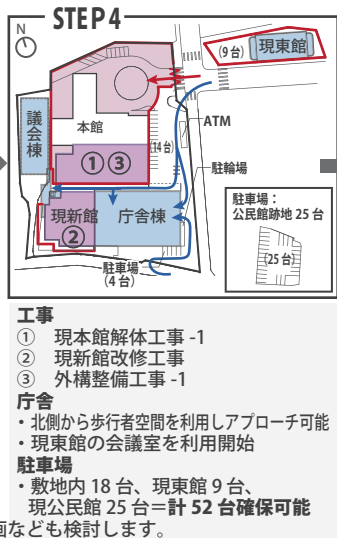 STEP4
N
(9 台)
現東館
ATM
議会棟
本館
(14台)
①③
駐輪場
現新館
②
庁舎棟
駐車場：
公民館跡地 25 台
(25 台)
駐車場
(4 台)
工事
① 現本館解体工事 -1
② 現新館改修工事
③ 外構整備工事 -1
庁舎
・北側から歩行者空間を利用しアプローチ可能
・現東館の会議室を利用開始
駐車場
・敷地内 18 台、現東館 9 台、
現公民館 25 台＝計 52 台確保可能
なども検討します。